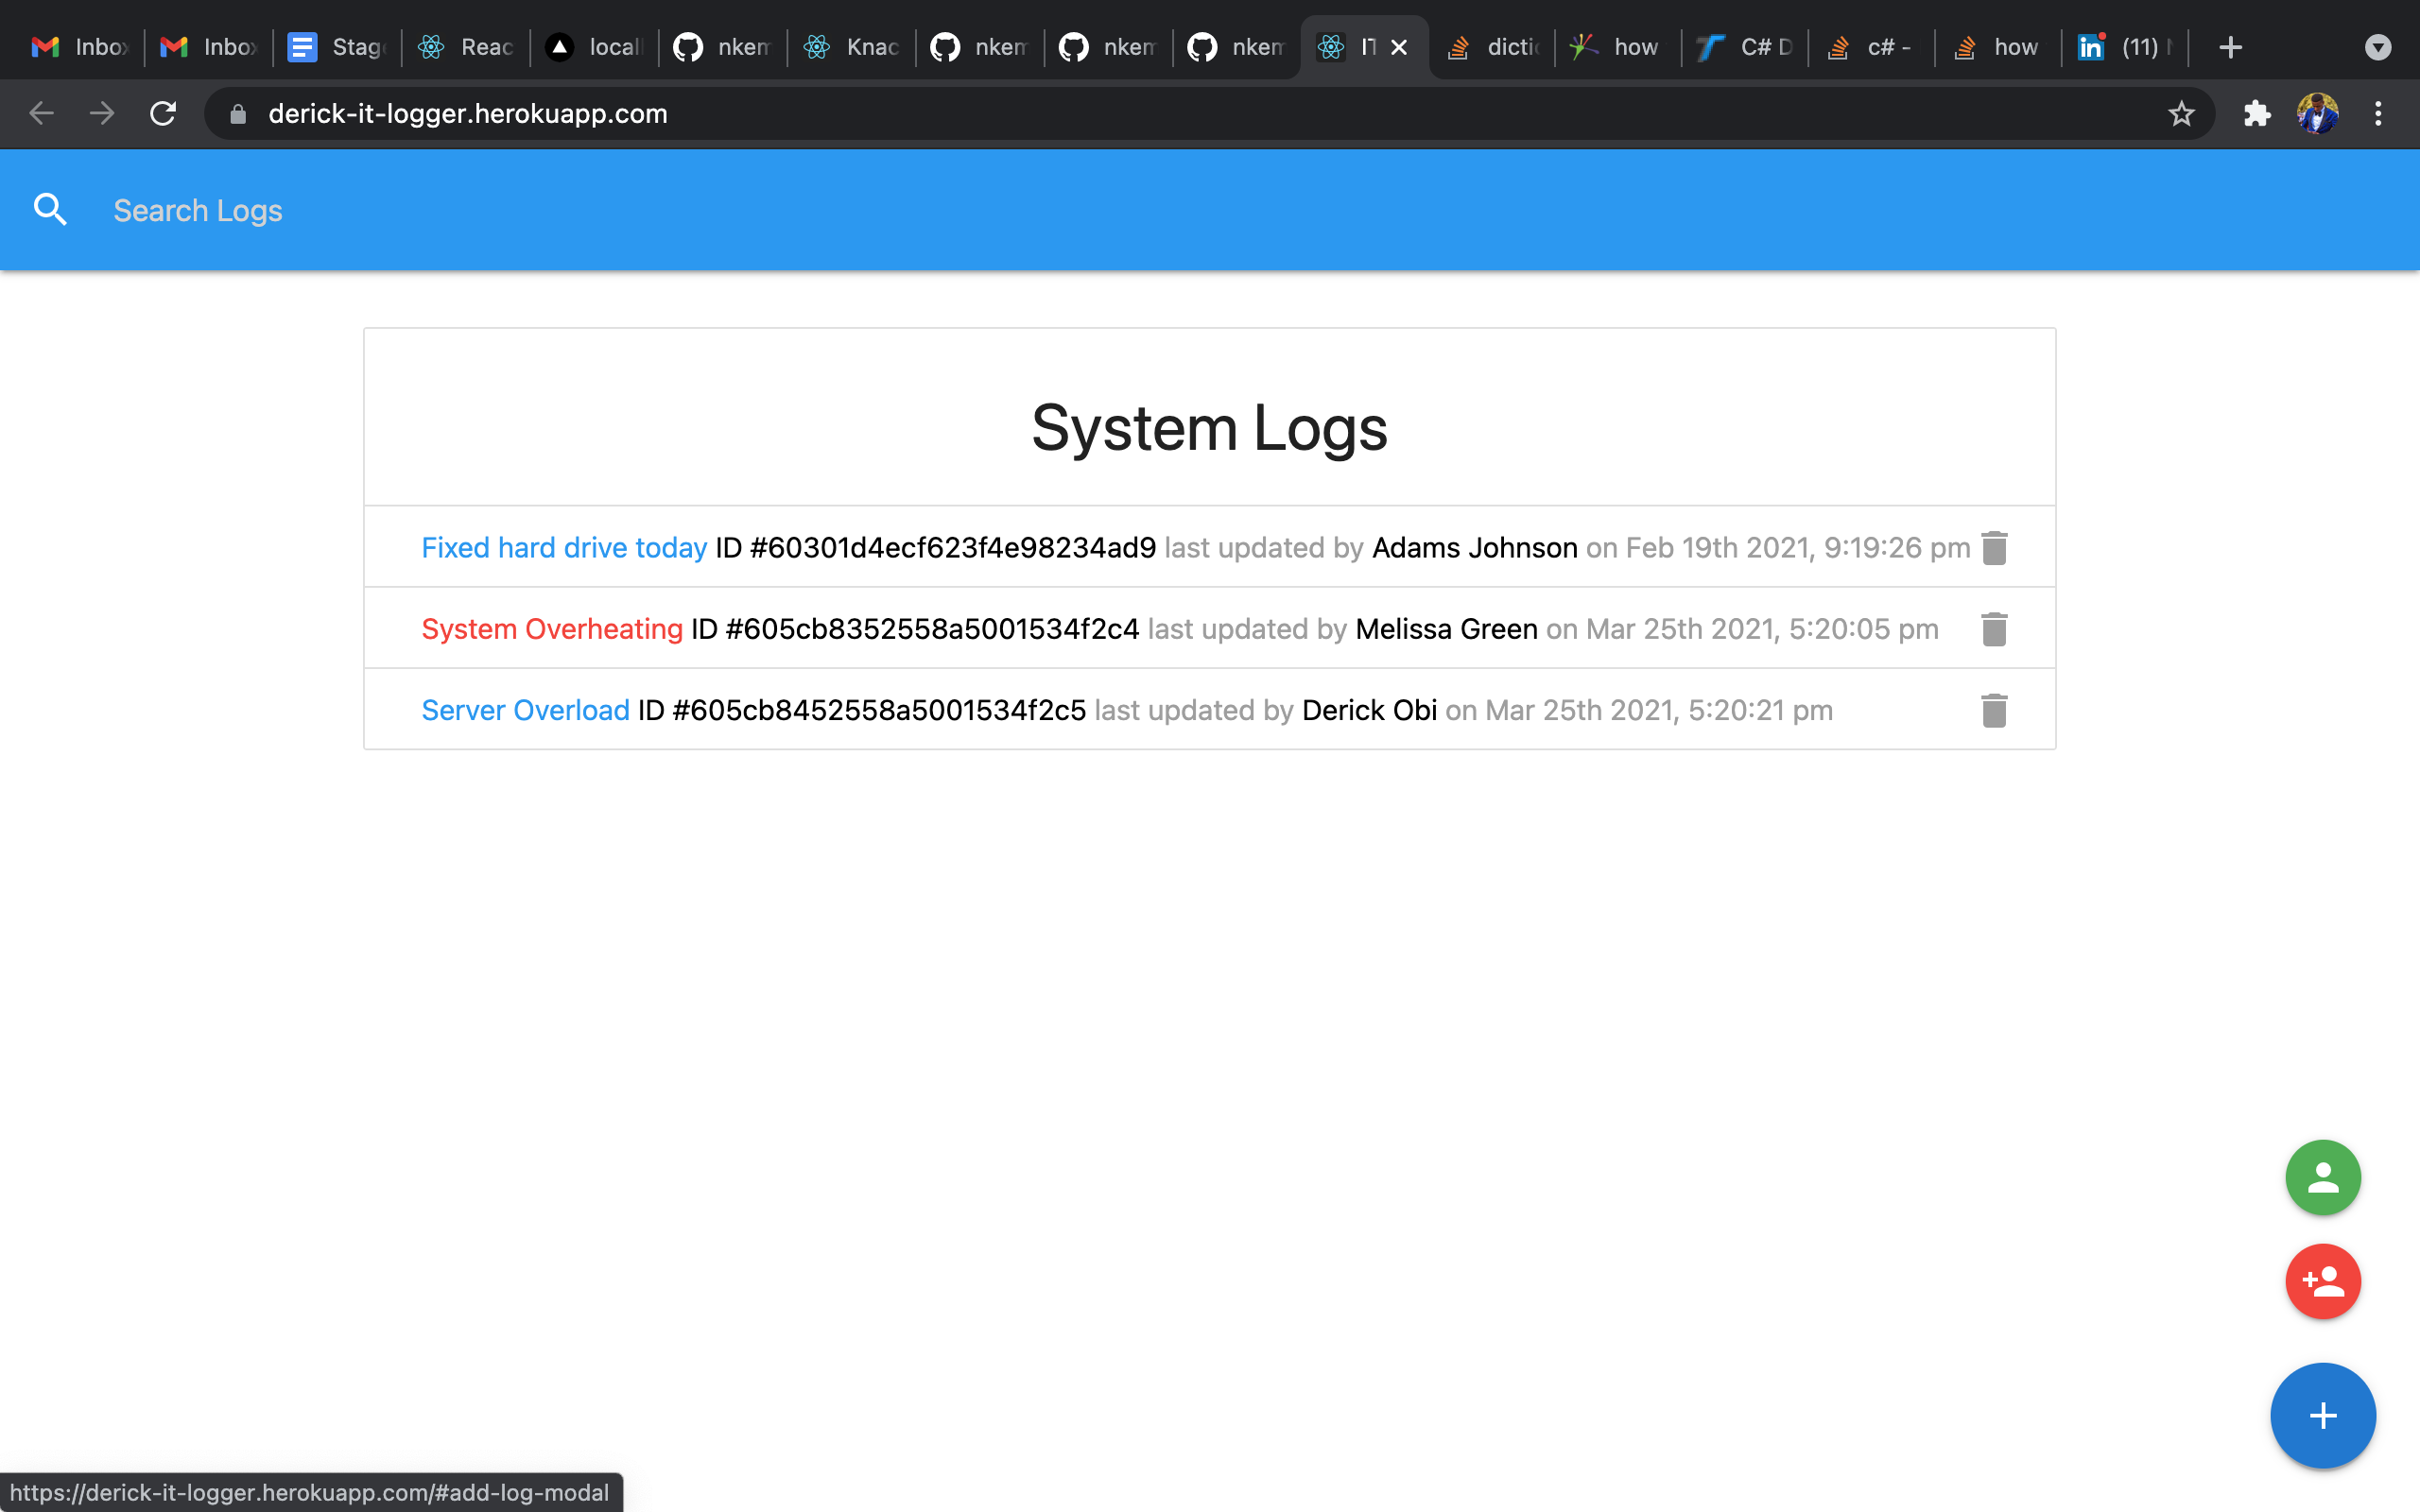 Inbox Inbox Stage Reac local nkem Knac nkem nkem nkem IT dictio how C# D c# - how (11)
derick-it-logger.herokuapp.com
Search Logs
System Logs
Fixed hard drive today ID #60301d4ecf623f4e98234ad9 last updated by Adams Johnson on Feb 19th 2021, 9:19:26 pm
System Overheating ID #605cb8352558a5001534f2c4 last updated by Melissa Green on Mar 25th 2021, 5:20:05 pm
Server Overload ID #605cb8452558a5001534f2c5 last updated by Derick Obi on Mar 25th 2021, 5:20:21 pm
https://derick-it-logger.herokuapp.com/#add-log-modal